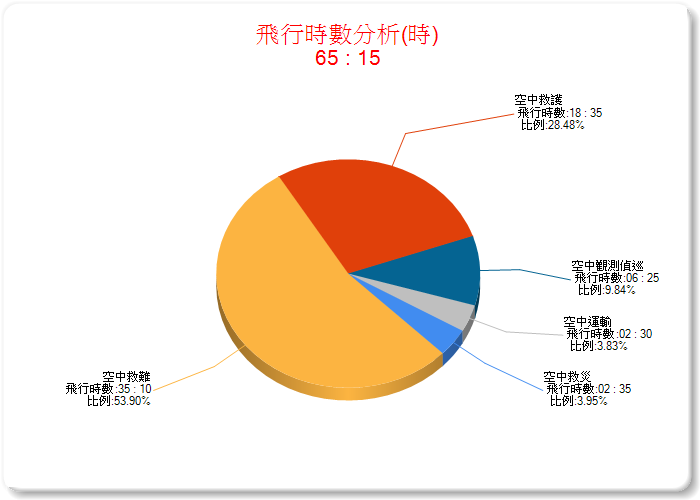 飛行時數分析(時)
65 : 15
空中救護
飛行時數:18 : 35
比例:28.48%
空中觀測偵巡
飛行時數:06 : 25
比例:9.84%
空中運輸
飛行時數:02 : 30
比例:3.83%
空中救災
飛行時數:02 : 35
比例:3.95%
空中救難
飛行時數:35 : 10
比例:53.90%